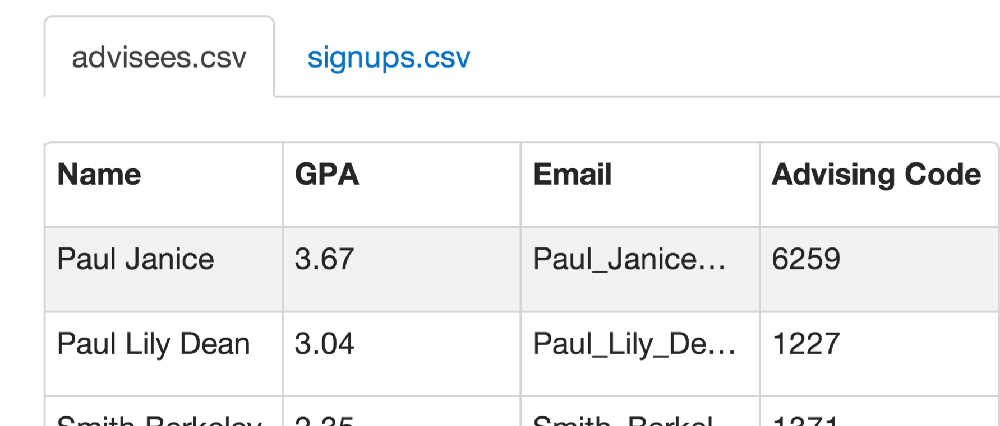 advisees.csv signups.csv
Name GPA Email Advising Code
Paul Janice 3.67 Paul_Janice... 6259
Paul Lily Dean 3.04 Paul_Lily_De... 1227
Smith Berkeley 2.35 Smith_Berkel 1371